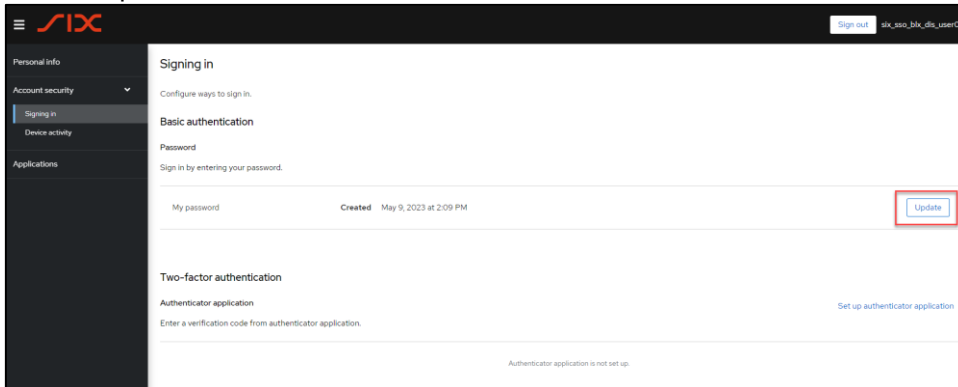 SIX
Sign out six_sso_blx_dis_user
Personal info
Account security
Signing in
Device activity
Applications
Signing in
Configure ways to sign in.
Basic authentication
Password
Sign in by entering your password.
My password Created May 9, 2023 at 2:09 PM Update
Two-factor authentication
Authenticator application
Set up authenticator application
Enter a verification code from authenticator application.
Authenticator application is not set up.